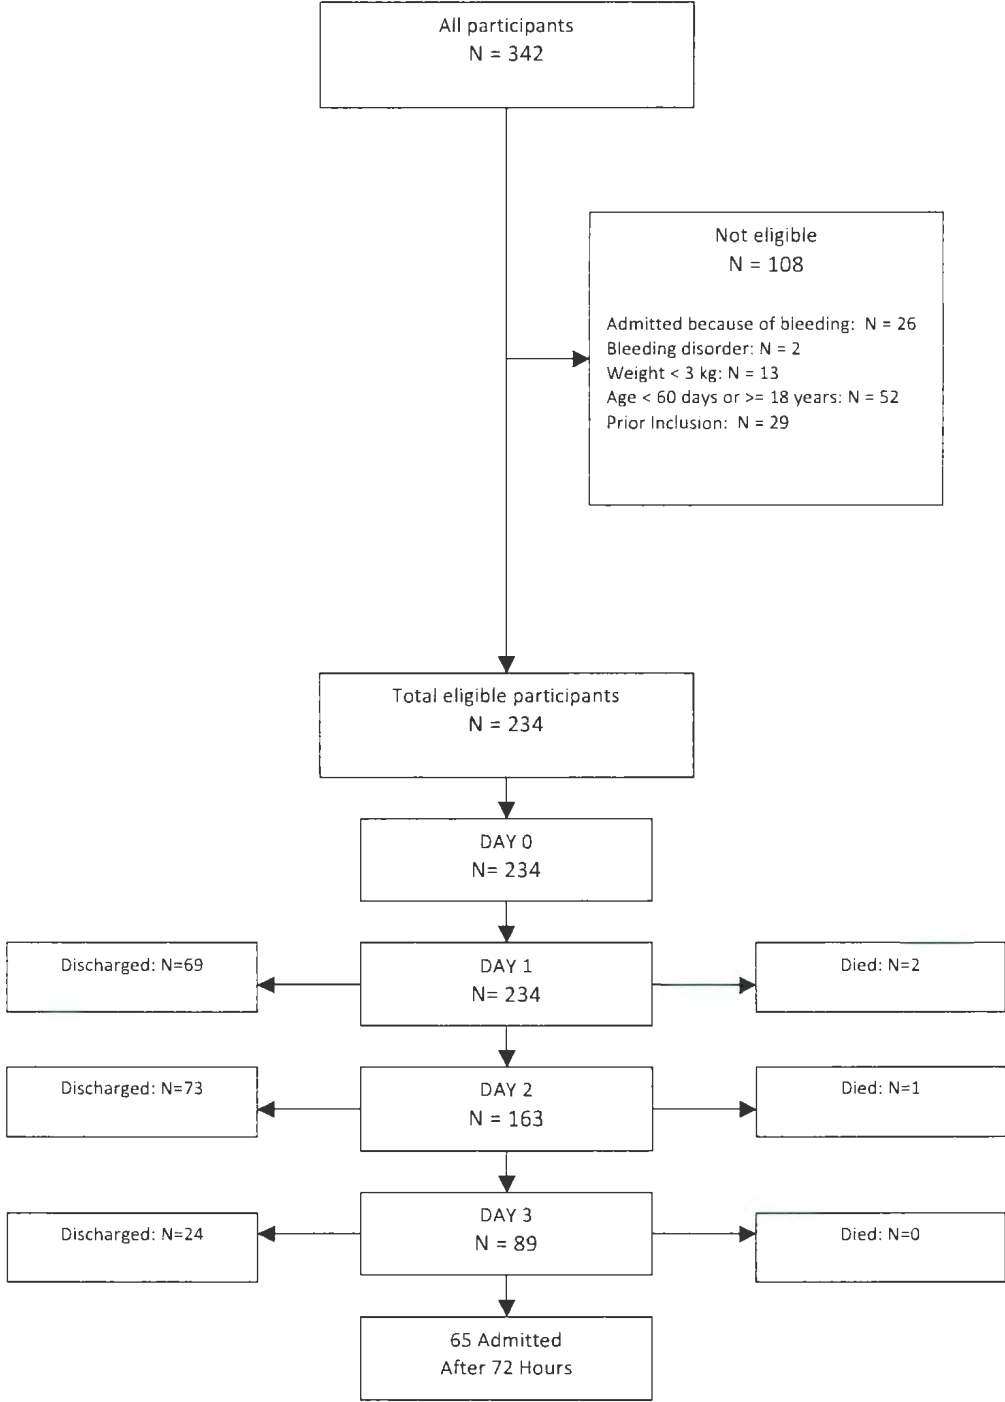 All participants
N = 342
Not eligible
N = 108
Admitted because of bleeding: N = 26
Bleeding disorder: N = 2
Weight < 3 kg: N = 13
Age < 60 days or >= 18 years: N = 52
Prior Inclusion: N = 29
Total eligible participants
N = 234
DAY 0
N= 234
Discharged: N=69
DAY 1
N= 234
Died: N=2
Discharged: N=73
DAY 2
N = 163
Died: N=1
Discharged: N=24
DAY 3
N = 89
Died: N=0
65 Admitted
After 72 Hours